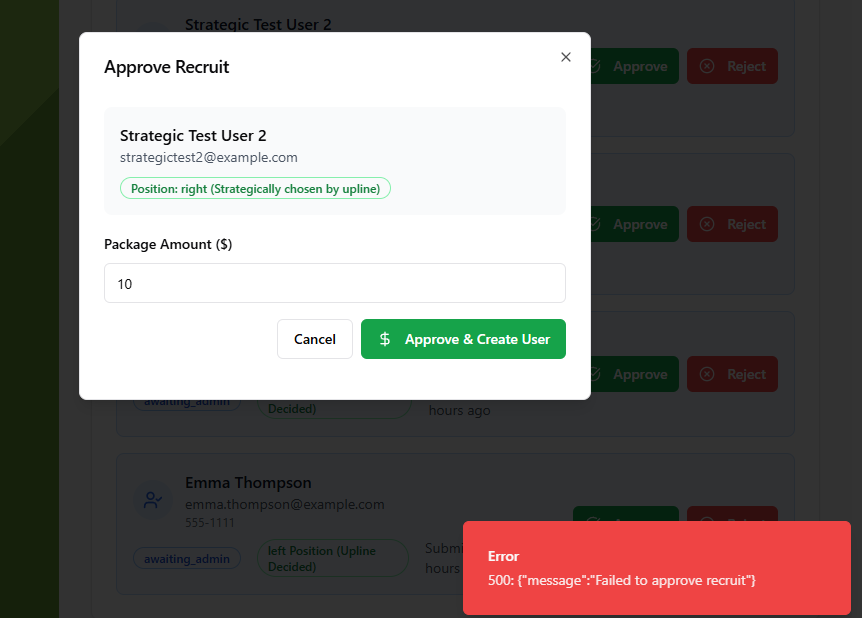 Strategic Test User 2
Approve Recruit
Approve
Reject
Strategic Test User 2
strategictest2@example.com
Position: right (Strategically chosen by upline)
Approve
Reject
Package Amount ($)
10
Cancel
Approve & Create User
Approve
Reject
awaiting_admin
Decided)
hours ago
Emma Thompson
emma.thompson@example.com
555-1111
awaiting_admin
left Position (Upline
Decided)
hours
Error
500: {"message":"Failed to approve recruit"}